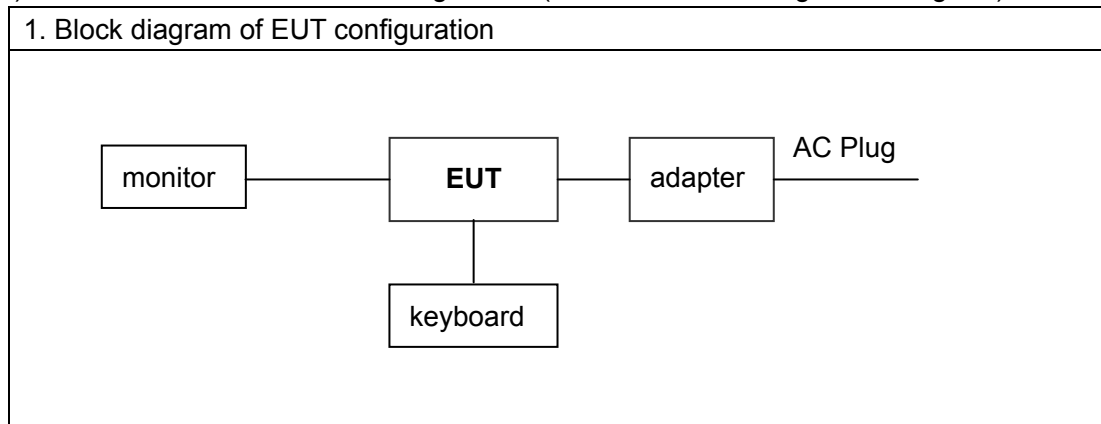 1. Block diagram of EUT configuration
AC Plug
monitor
EUT
adapter
keyboard